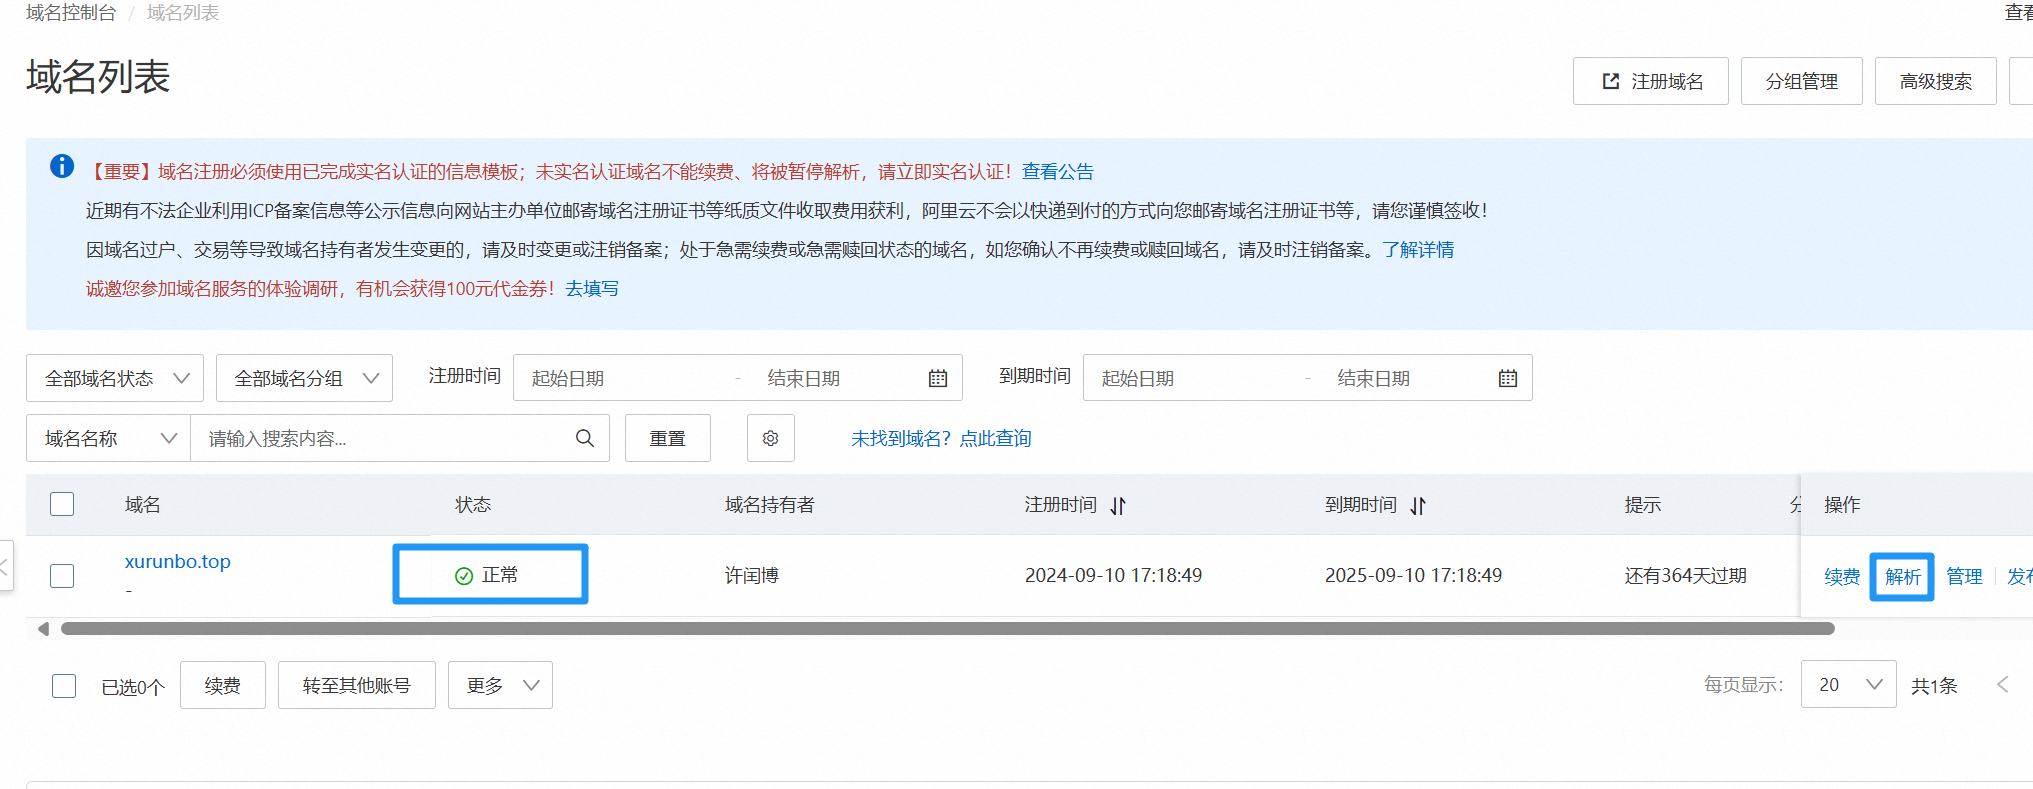 域名控制台 / 域名列表
查看
域名列表
注册域名
分组管理
高级搜索
【重要】域名注册必须使用已完成实名认证的信息模板；未实名认证域名不能续费、将被暂停解析，请立即实名认证！查看公告
近期有不法企业利用ICP备案信息等公示信息向网站主办单位邮寄域名注册证书等纸质文件收取费用获利，阿里云不会以快递到付的方式向您邮寄域名注册证书等，请您谨慎签收！
因域名过户、交易等导致域名持有者发生变更的，请及时变更或注销备案；处于急需续费或急需赎回状态的域名，如您确认不再续费或赎回域名，请及时注销备案。了解详情
诚邀您参加域名服务的体验调研，有机会获得100元代金券！去填写
全部域名状态 全部域名分组 注册时间 起始日期 - 结束日期 到期时间 起始日期 - 结束日期
域名名称 请输入搜索内容... 重置 未找到域名？点此查询
域名 状态 域名持有者 注册时间 到期时间 提示 操作
xurunbo.top 正常 许闰博 2024-09-10 17:18:49 2025-09-10 17:18:49 还有364天过期 续费 解析 管理 发布
-
已选0个 续费 转至其他账号 更多 每页显示： 20 共1条